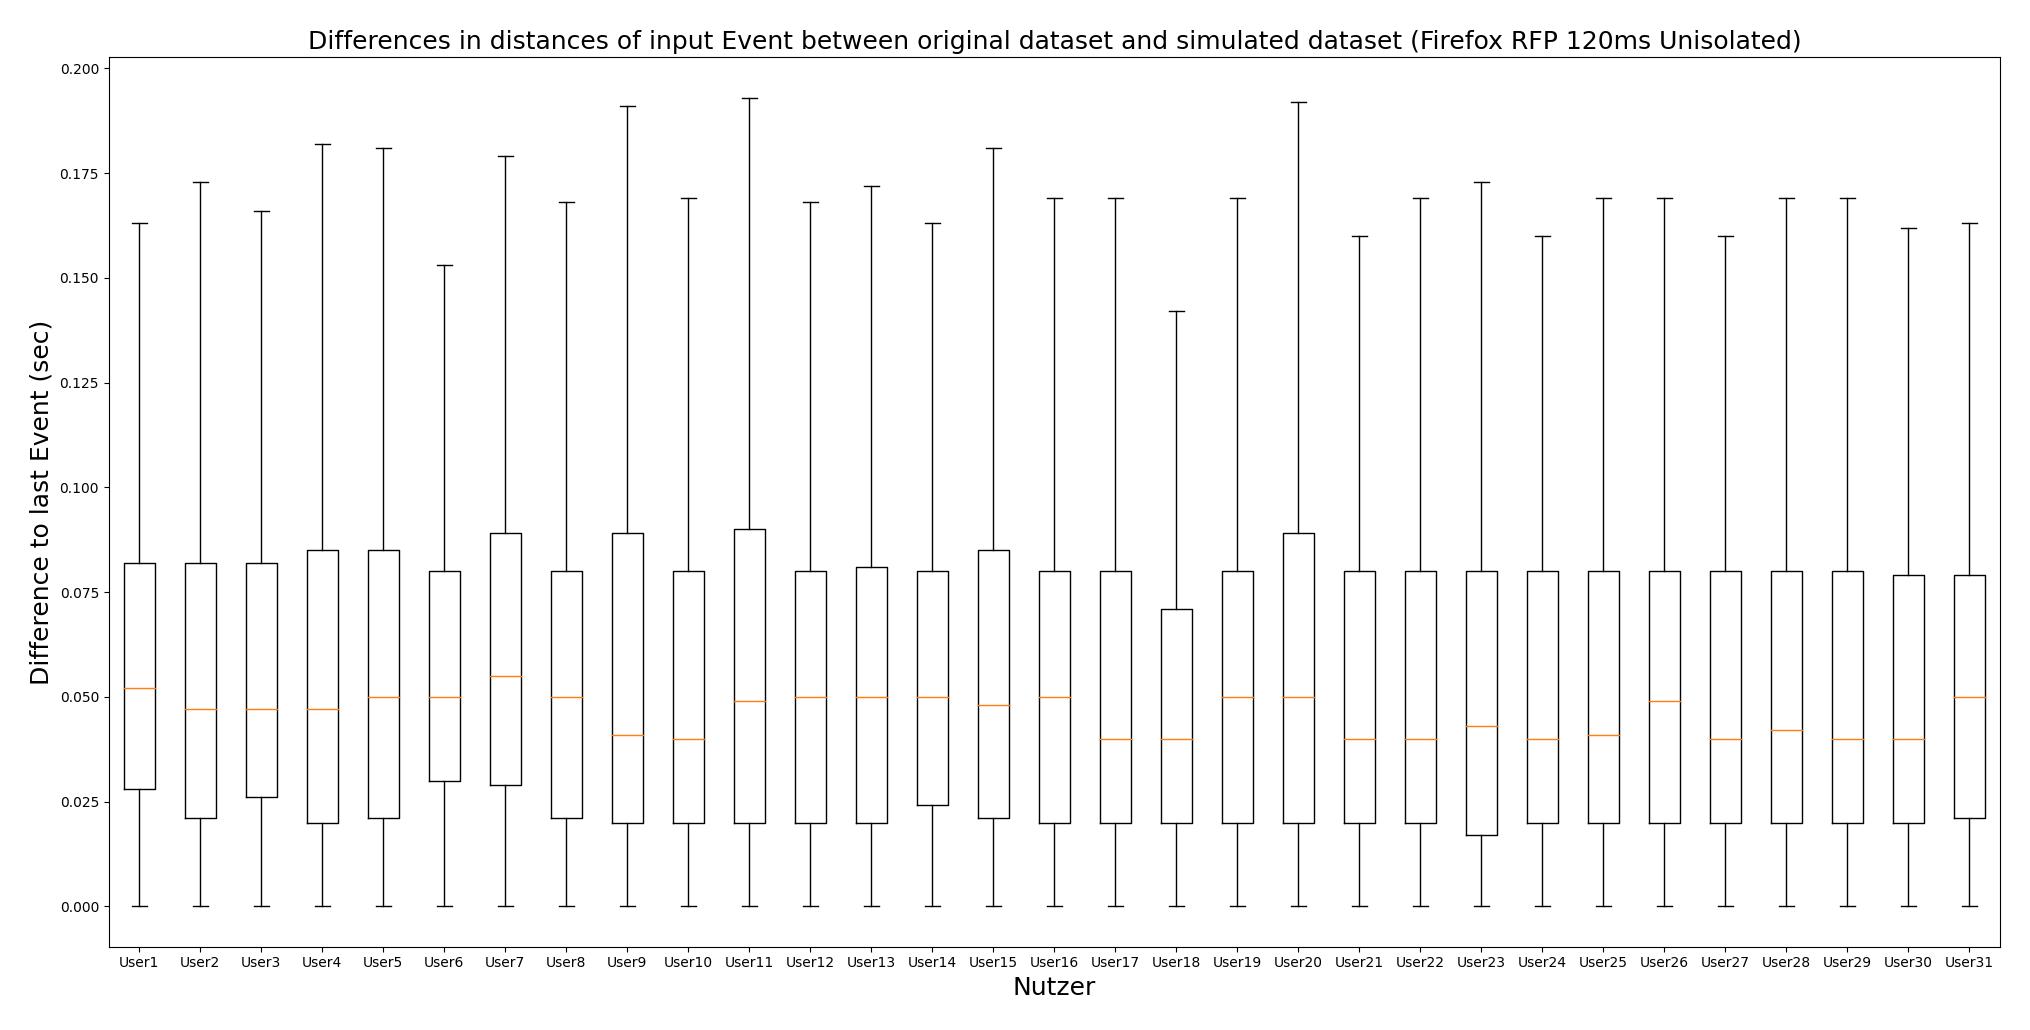 Differences in distances of input Event between original dataset and simulated dataset (Firefox RFP 120ms Unisolated)
Difference to last Event (sec)
0.200
0.175
0.150
0.125
0.100
0.075
0.050
0.025
0.000
User1 User2 User3 User4 User5 User6 User7 User8 User9 User10 User11 User12 User13 User14 User15 User16 User17 User18 User19 User20 User21 User22 User23 User24 User25 User26 User27 User28 User29 User30 User31
Nutzer